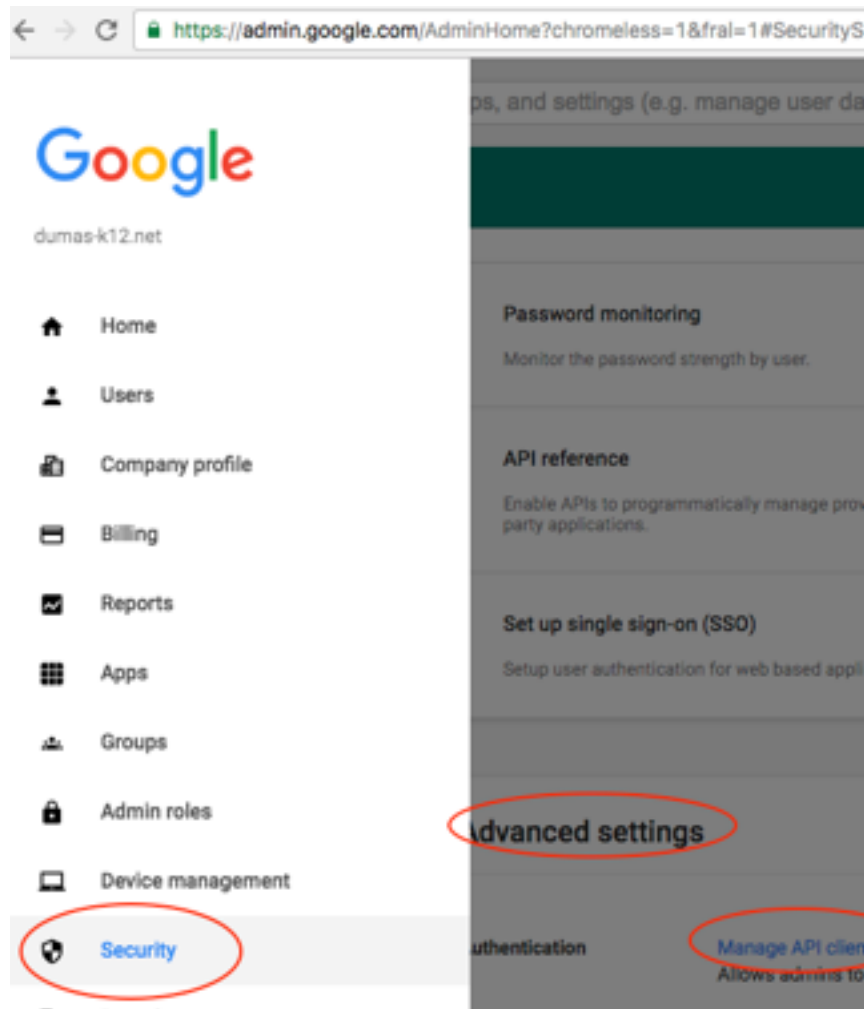 https://admin.google.com/AdminHome?chromeless=1&fral=1#SecurityS
ps, and settings (e.g. manage user da
Google
dumas-k12.net
Home
Users
Company profile
Billing
Reports
Apps
Groups
Admin roles
Device management
Security
Password monitoring
Monitor the password strength by user.
API reference
Enable APIs to programmatically manage prov
party applications.
Set up single sign-on (SSO)
Setup user authentication for web based appli
Advanced settings
uthentication
Manage API clien
Allows admins to